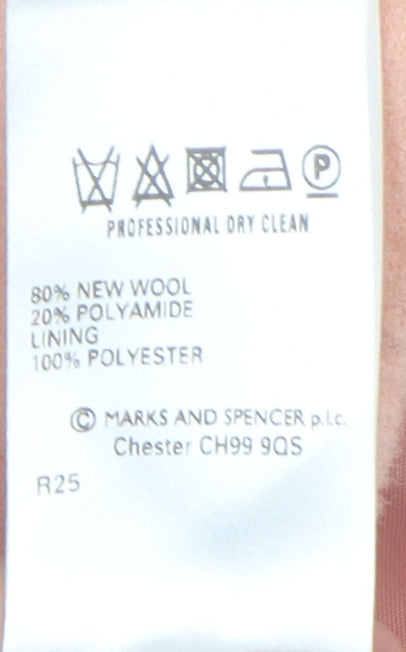 P
PROFESSIONAL DRY CLEAN
80% NEW WOOL
20% POLYAMIDE
LINING
100% POLYESTER
© MARKS AND SPENCER p.l.c.
Chester CH99 9QS
R25